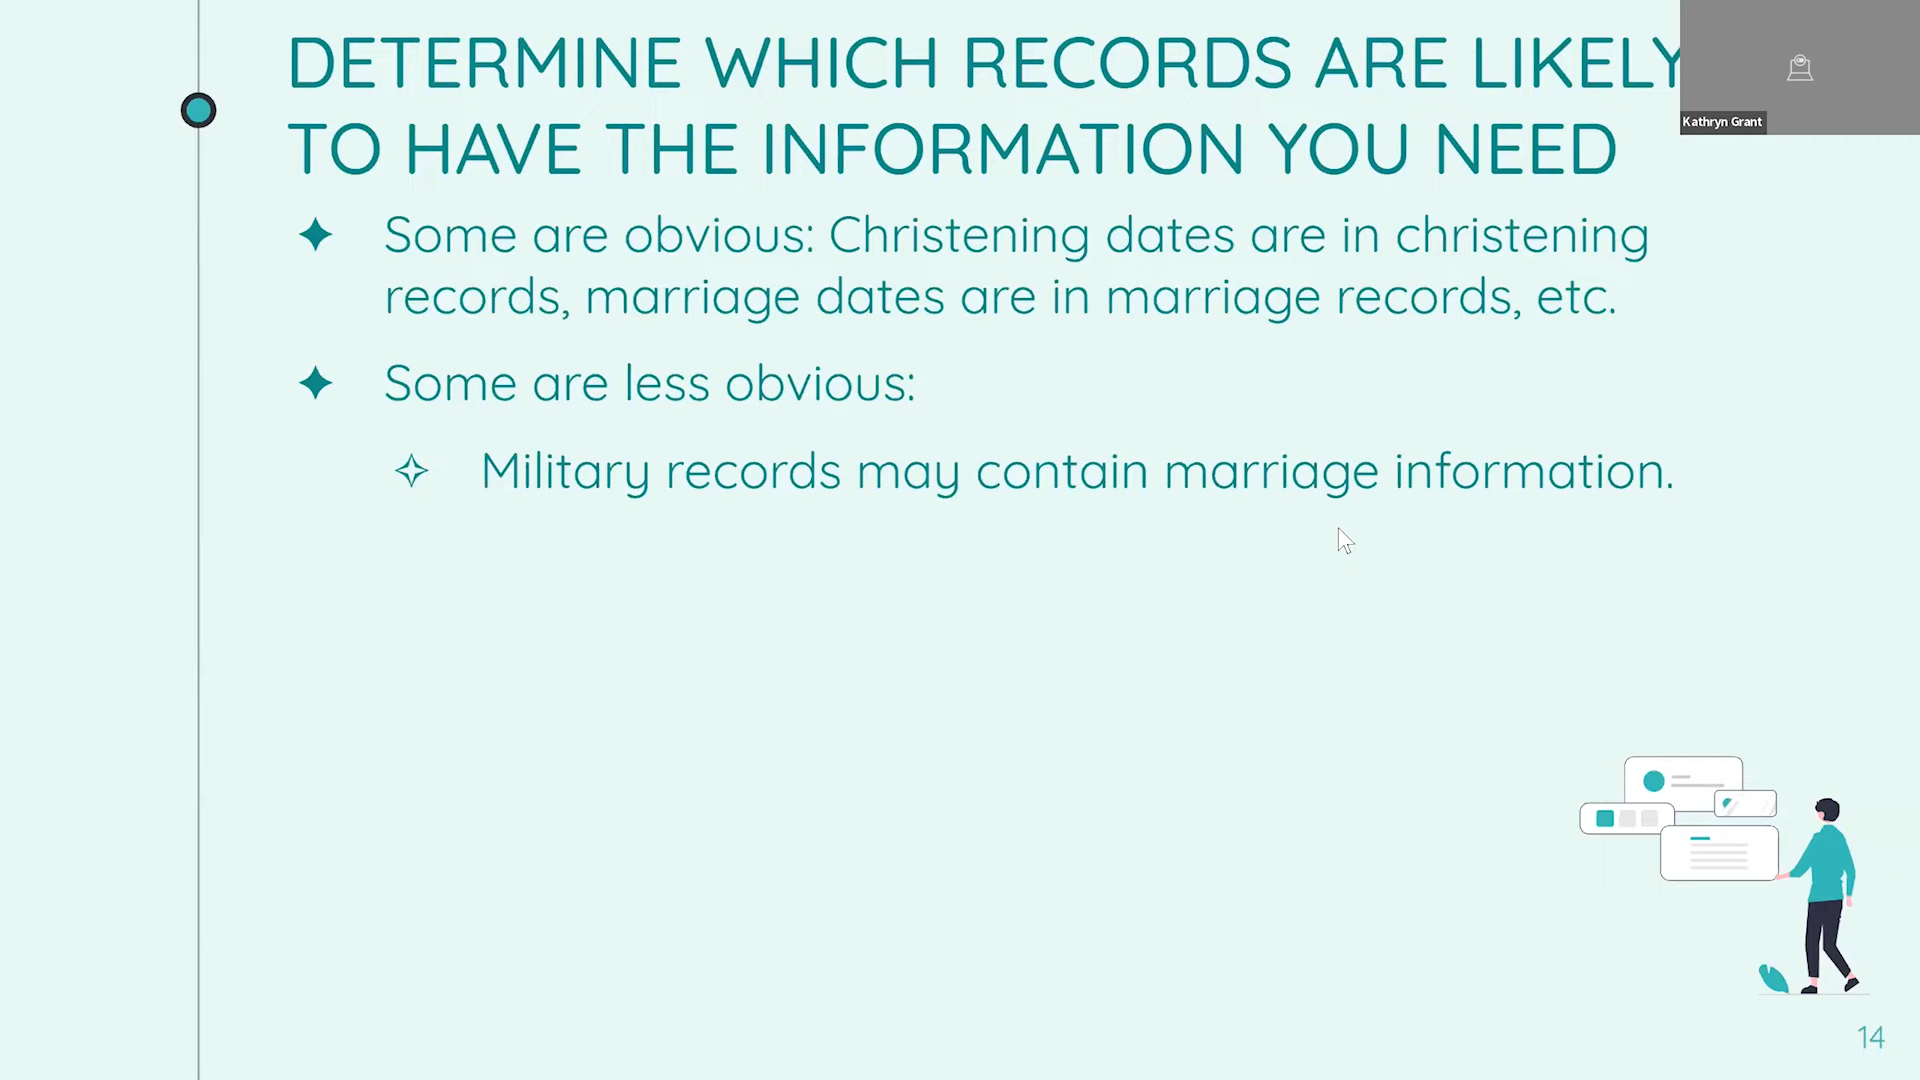 DETERMINE WHICH RECORDS ARE LIKELY
TO HAVE THE INFORMATION YOU NEED
Kathryn Grant
Some are obvious: Christening dates are in christening
records, marriage dates are in marriage records, etc.
Some are less obvious:
Military records may contain marriage information.
14